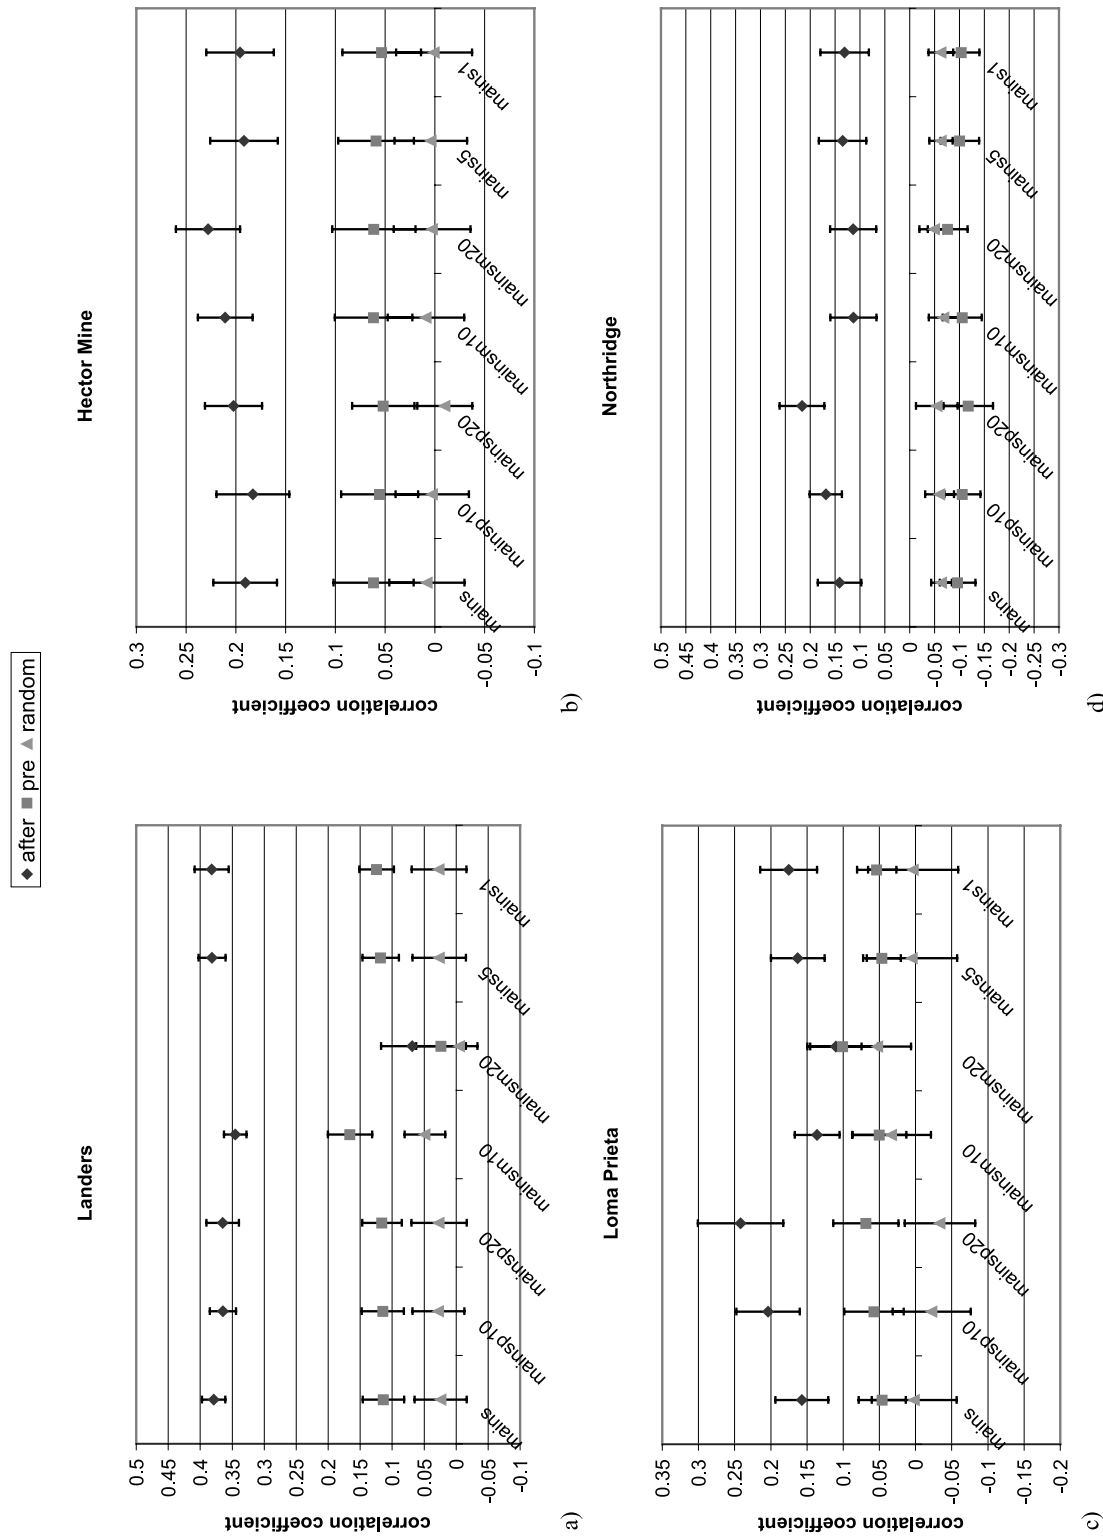 after pre random
Landers
correlation coefficient
0.5
0.45
0.4
0.35
0.3
0.25
0.2
0.15
0.1
0.05
0
-0.05
-0.1
mains
mainsp10
mainsp20
mainsm10
mainsm20
mains5
mains1
a)
Hector Mine
correlation coefficient
0.3
0.25
0.2
0.15
0.1
0.05
0
-0.05
-0.1
mains
mainsp10
mainsp20
mainsm10
mainsm20
mains5
mains1
b)
Loma Prieta
correlation coefficient
0.35
0.3
0.25
0.2
0.15
0.1
0.05
0
-0.05
-0.1
-0.15
-0.2
mains
mainsp10
mainsp20
mainsm10
mainsm20
mains5
mains1
c)
Northridge
correlation coefficient
0.5
0.45
0.4
0.35
0.3
0.25
0.2
0.15
0.1
0.05
0
-0.05
-0.1
-0.15
-0.2
-0.25
-0.3
mains
mainsp10
mainsp20
mainsm10
mainsm20
mains5
mains1
d)